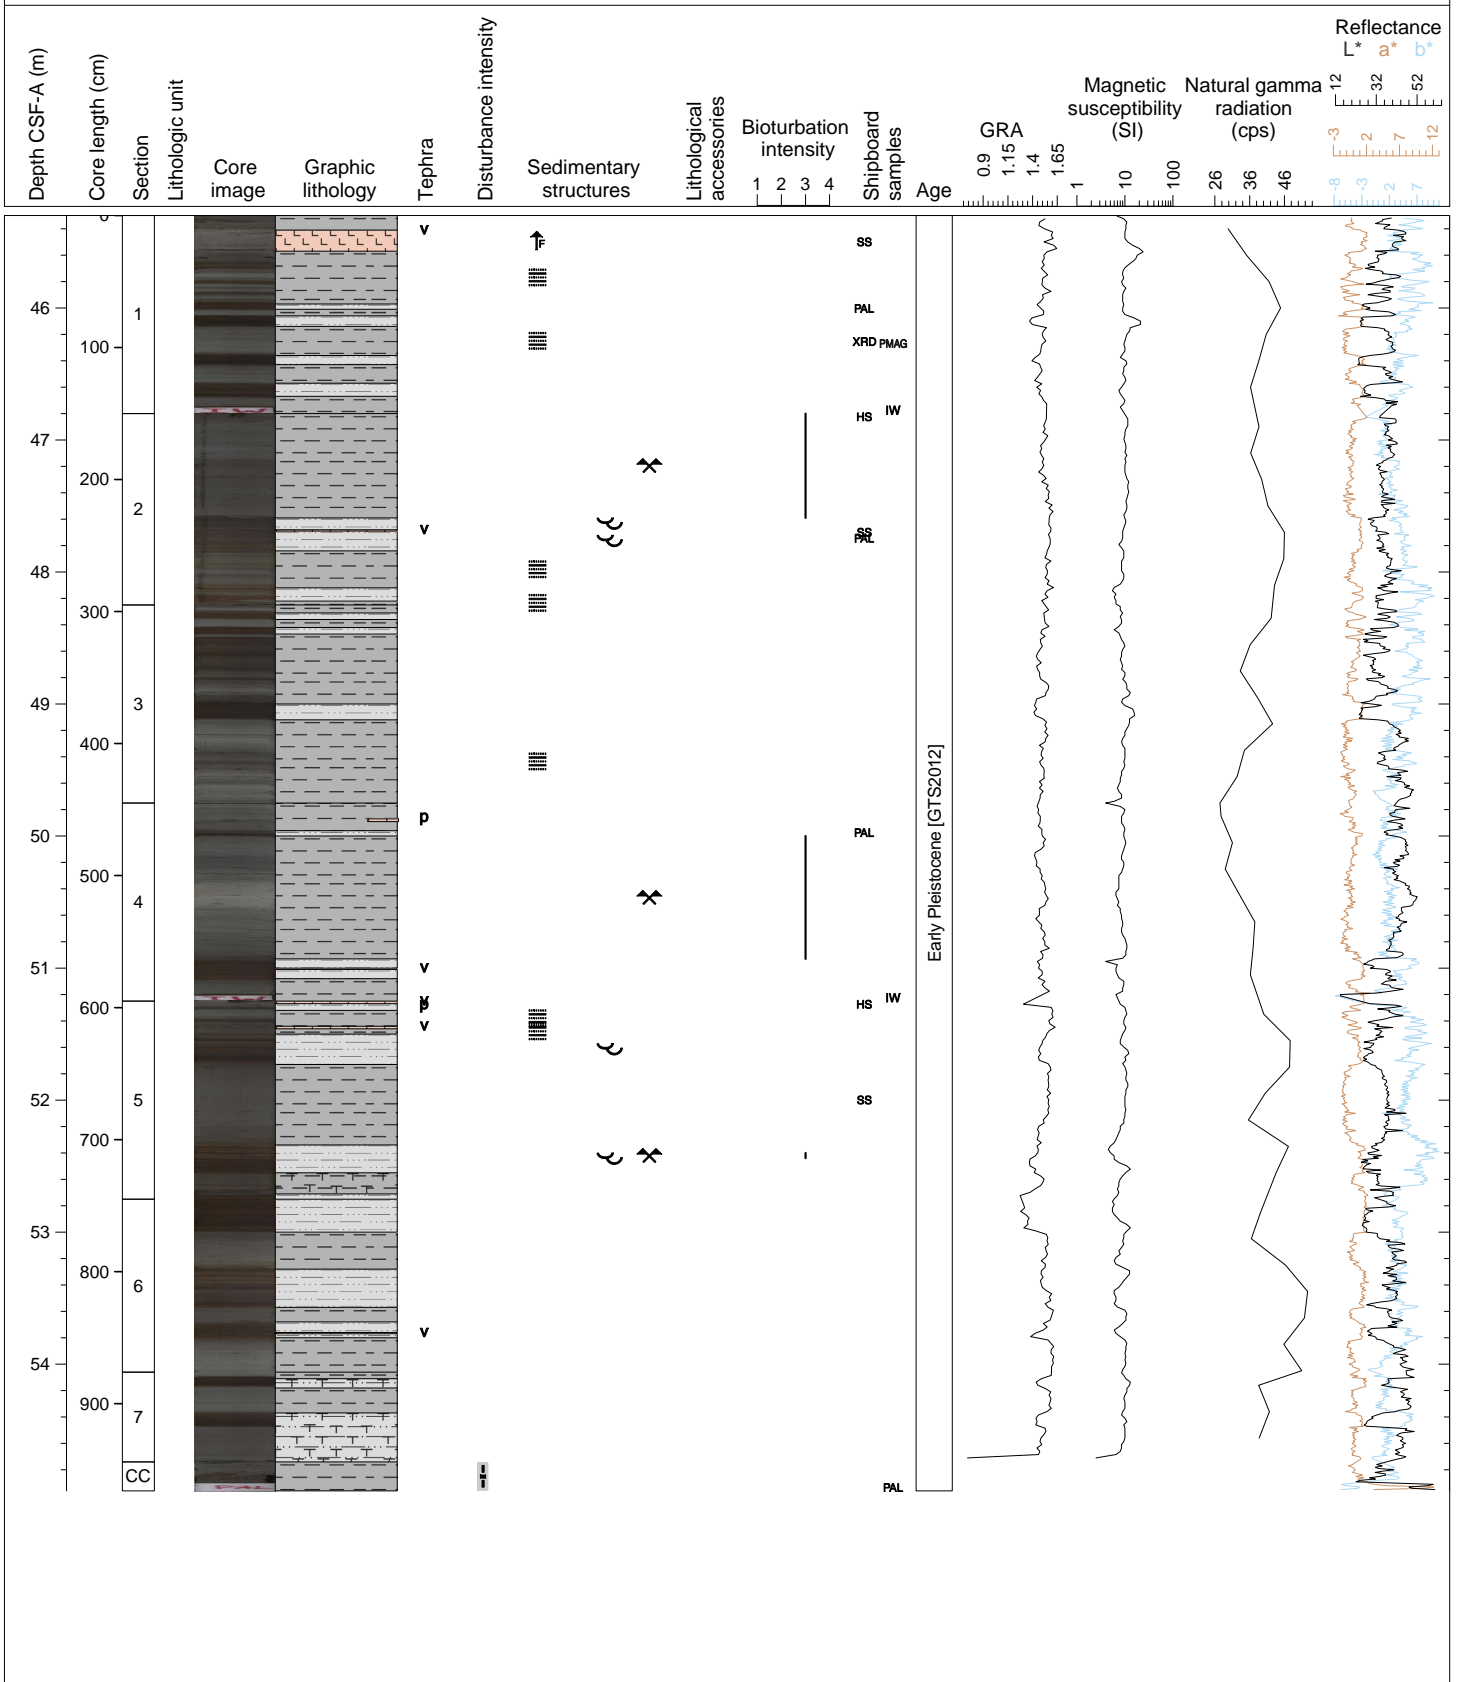 Depth CSF-A (m)
Core length (cm)
Section
Lithologic unit
Core image
Graphic lithology
Tephra
Disturbance intensity
Sedimentary structures
Lithological accessories
Bioturbation intensity
1 2 3 4
Shipboard samples
Age
GRA
0.9 1.15 1.4 1.65
Magnetic susceptibility (SI)
1 10 100
Natural gamma radiation (cps)
26 36 46
Reflectance
L* a* b*
12 32 52
-3 2 7 12
-8 -3 2 7
0
v
F
SS
46
1
PAL
100
XRD PMAG
IW
HS
47
200
2
v
SS
PAL
48
300
3
49
400
Early Pleistocene [GTS2012]
p
50
PAL
500
4
51
v
IW
v
600
p
HS
v
52
5
SS
700
53
800
6
v
54
900
7
CC
PAL